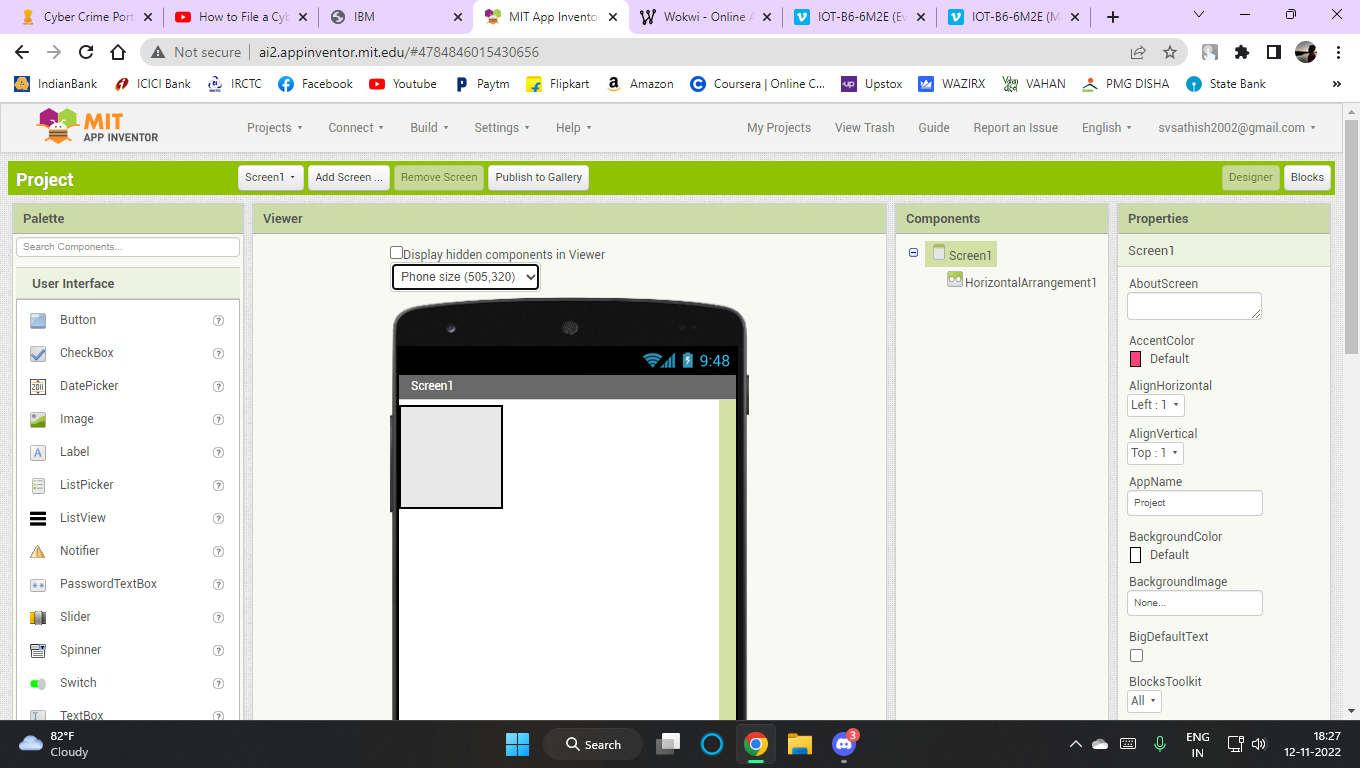 Cyber Crime Port
How to File a Cyb
IBM
MIT App Invento
Wokwi - Online A
IOT-B6-6M2E (Ev
IOT-B6-6M2E (M
Not secure | ai2.appinventor.mit.edu/#4784846015430656
IndianBank
ICICI Bank
IRCTC
Facebook
Youtube
Paytm
Flipkart
Amazon
Coursera | Online C...
Upstox
WAZIRX
VAHAN
PMG DISHA
State Bank
»
MIT
APP INVENTOR
Projects
Connect
Build
Settings
Help
My Projects
View Trash
Guide
Report an Issue
English
svsathish2002@gmail.com
Project
Screen1
Add Screen ...
Remove Screen
Publish to Gallery
Designer
Blocks
Palette
Search Components...
User Interface
Button
CheckBox
DatePicker
Image
Label
ListPicker
ListView
Notifier
PasswordTextBox
Slider
Spinner
Switch
TextBox
Viewer
Display hidden components in Viewer
Phone size (505,320)
9:48
Screen1
Components
Screen1
HorizontalArrangement1
Properties
Screen1
AboutScreen
AccentColor
Default
AlignHorizontal
Left : 1
AlignVertical
Top : 1
AppName
Project
BackgroundColor
Default
BackgroundImage
None...
BigDefaultText
BlocksToolkit
All
82°F
Cloudy
Search
3
ENG
IN
18:27
12-11-2022